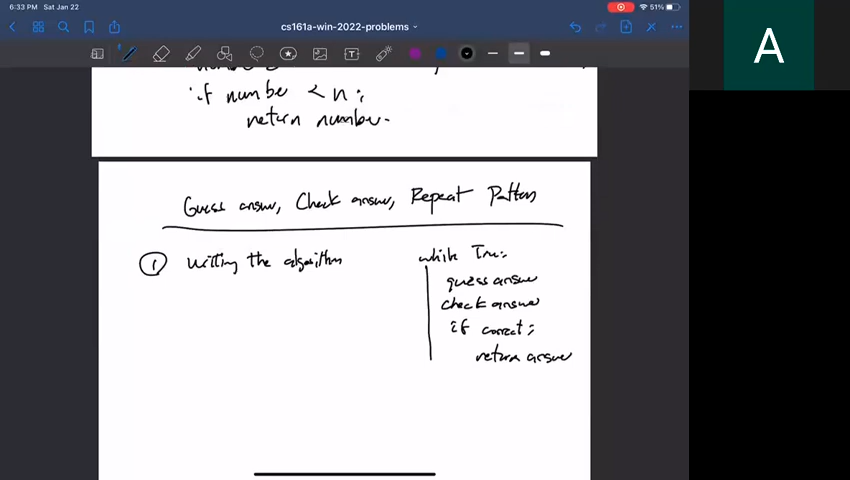 6:33 PM Sat Jan 22
51%
cs161a-win-2022-problems
number
if number < n:
return number.
Guess answer, Check answer, Repeat Pattern
① Writing the algorithm
while True:
guess answer
check answer
if correct:
return answer
A